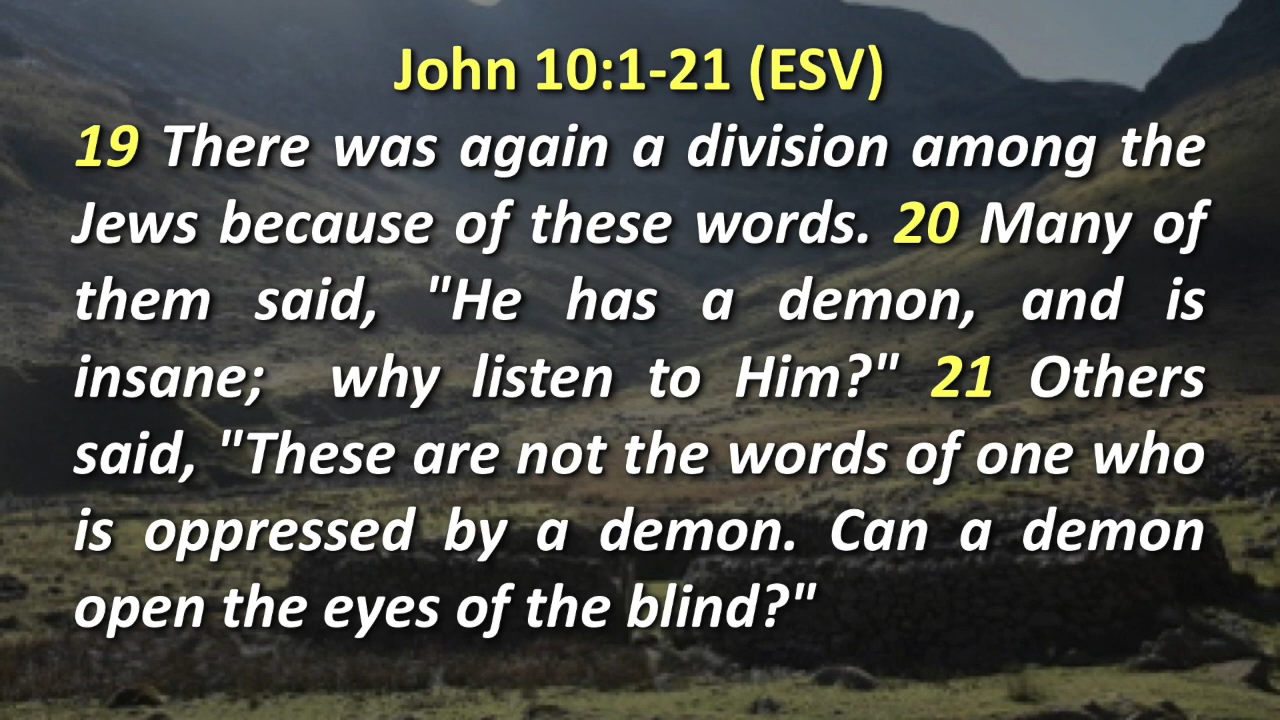 John 10:1-21 (ESV)
19 There was again a division among the
Jews because of these words. 20 Many of
them said, "He has a demon, and is
insane;  why listen to Him?" 21 Others
said, "These are not the words of one who
is oppressed by a demon. Can a demon
open the eyes of the blind?"